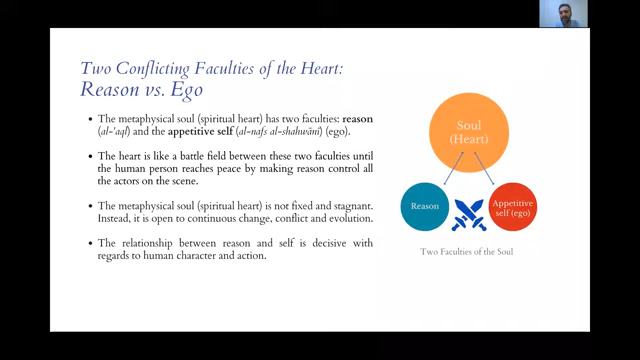 Two Conflicting Faculties of the Heart:
Reason vs. Ego
• The metaphysical soul (spiritual heart) has two faculties: reason
(al-'aql) and the appetitive self (al-nafs al-shahwānī) (ego).
• The heart is like a battle field between these two faculties until
the human person reaches peace by making reason control all
the actors on the scene.
• The metaphysical soul (spiritual heart) is not fixed and stagnant.
Instead, it is open to continuous change, conflict and evolution.
• The relationship between reason and self is decisive with
regards to human character and action.
Soul
(Heart)
Reason
Appetitive
self (ego)
Two Faculties of the Soul